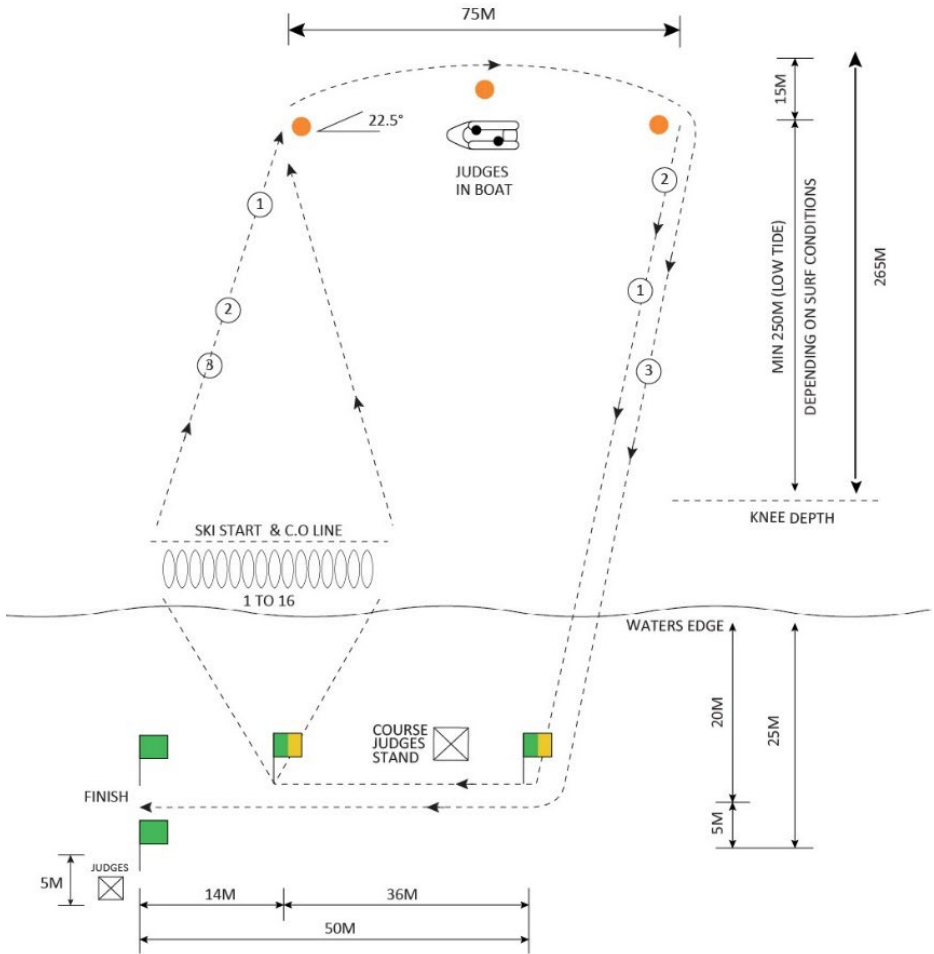 75M
15M
22.5°
JUDGES
IN BOAT
1
2
2
1
3
3
MIN 250M (LOW TIDE)
DEPENDING ON SURF CONDITIONS
265M
KNEE DEPTH
SKI START & C.O LINE
1 TO 16
WATERS EDGE
20M
25M
5M
COURSE
JUDGES
STAND
FINISH
JUDGES
5M
14M
36M
50M